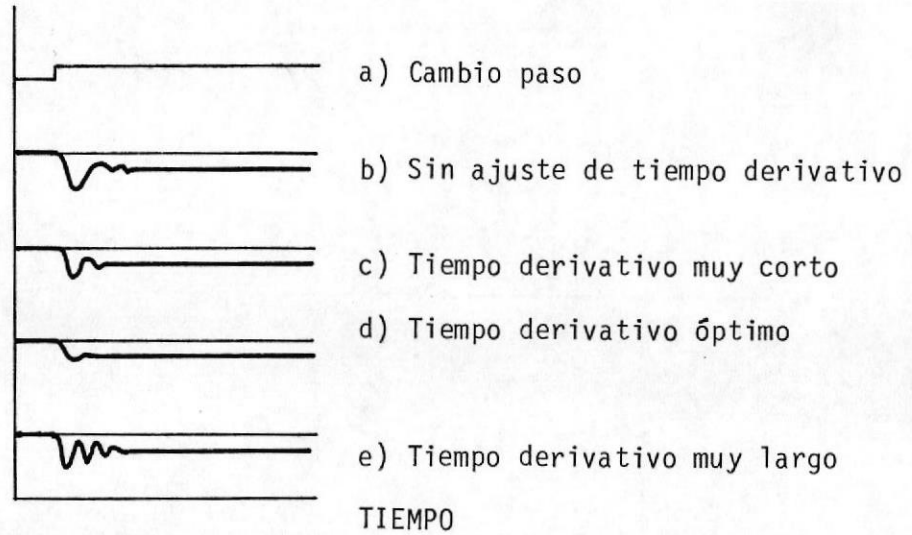 a) Cambio paso
b) Sin ajuste de tiempo derivativo
c) Tiempo derivativo muy corto
d) Tiempo derivativo óptimo
e) Tiempo derivativo muy largo
TIEMPO